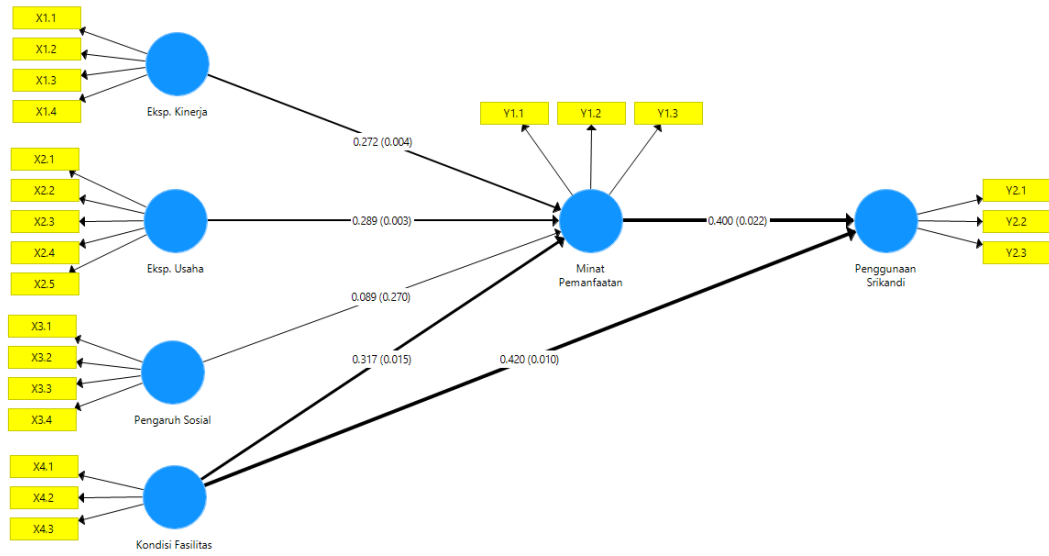 X1.1
X1.2
X1.3
X1.4
Eksp. Kinerja
0.272 (0.004)
X2.1
X2.2
X2.3
X2.4
X2.5
Eksp. Usaha
0.289 (0.003)
X3.1
X3.2
X3.3
X3.4
Pengaruh Sosial
0.089 (0.270)
X4.1
X4.2
X4.3
Kondisi Fasilitas
0.317 (0.015)
0.420 (0.010)
Y1.1
Y1.2
Y1.3
Minat
Pemanfaatan
0.400 (0.022)
Y2.1
Y2.2
Y2.3
Penggunaan
Srikandi